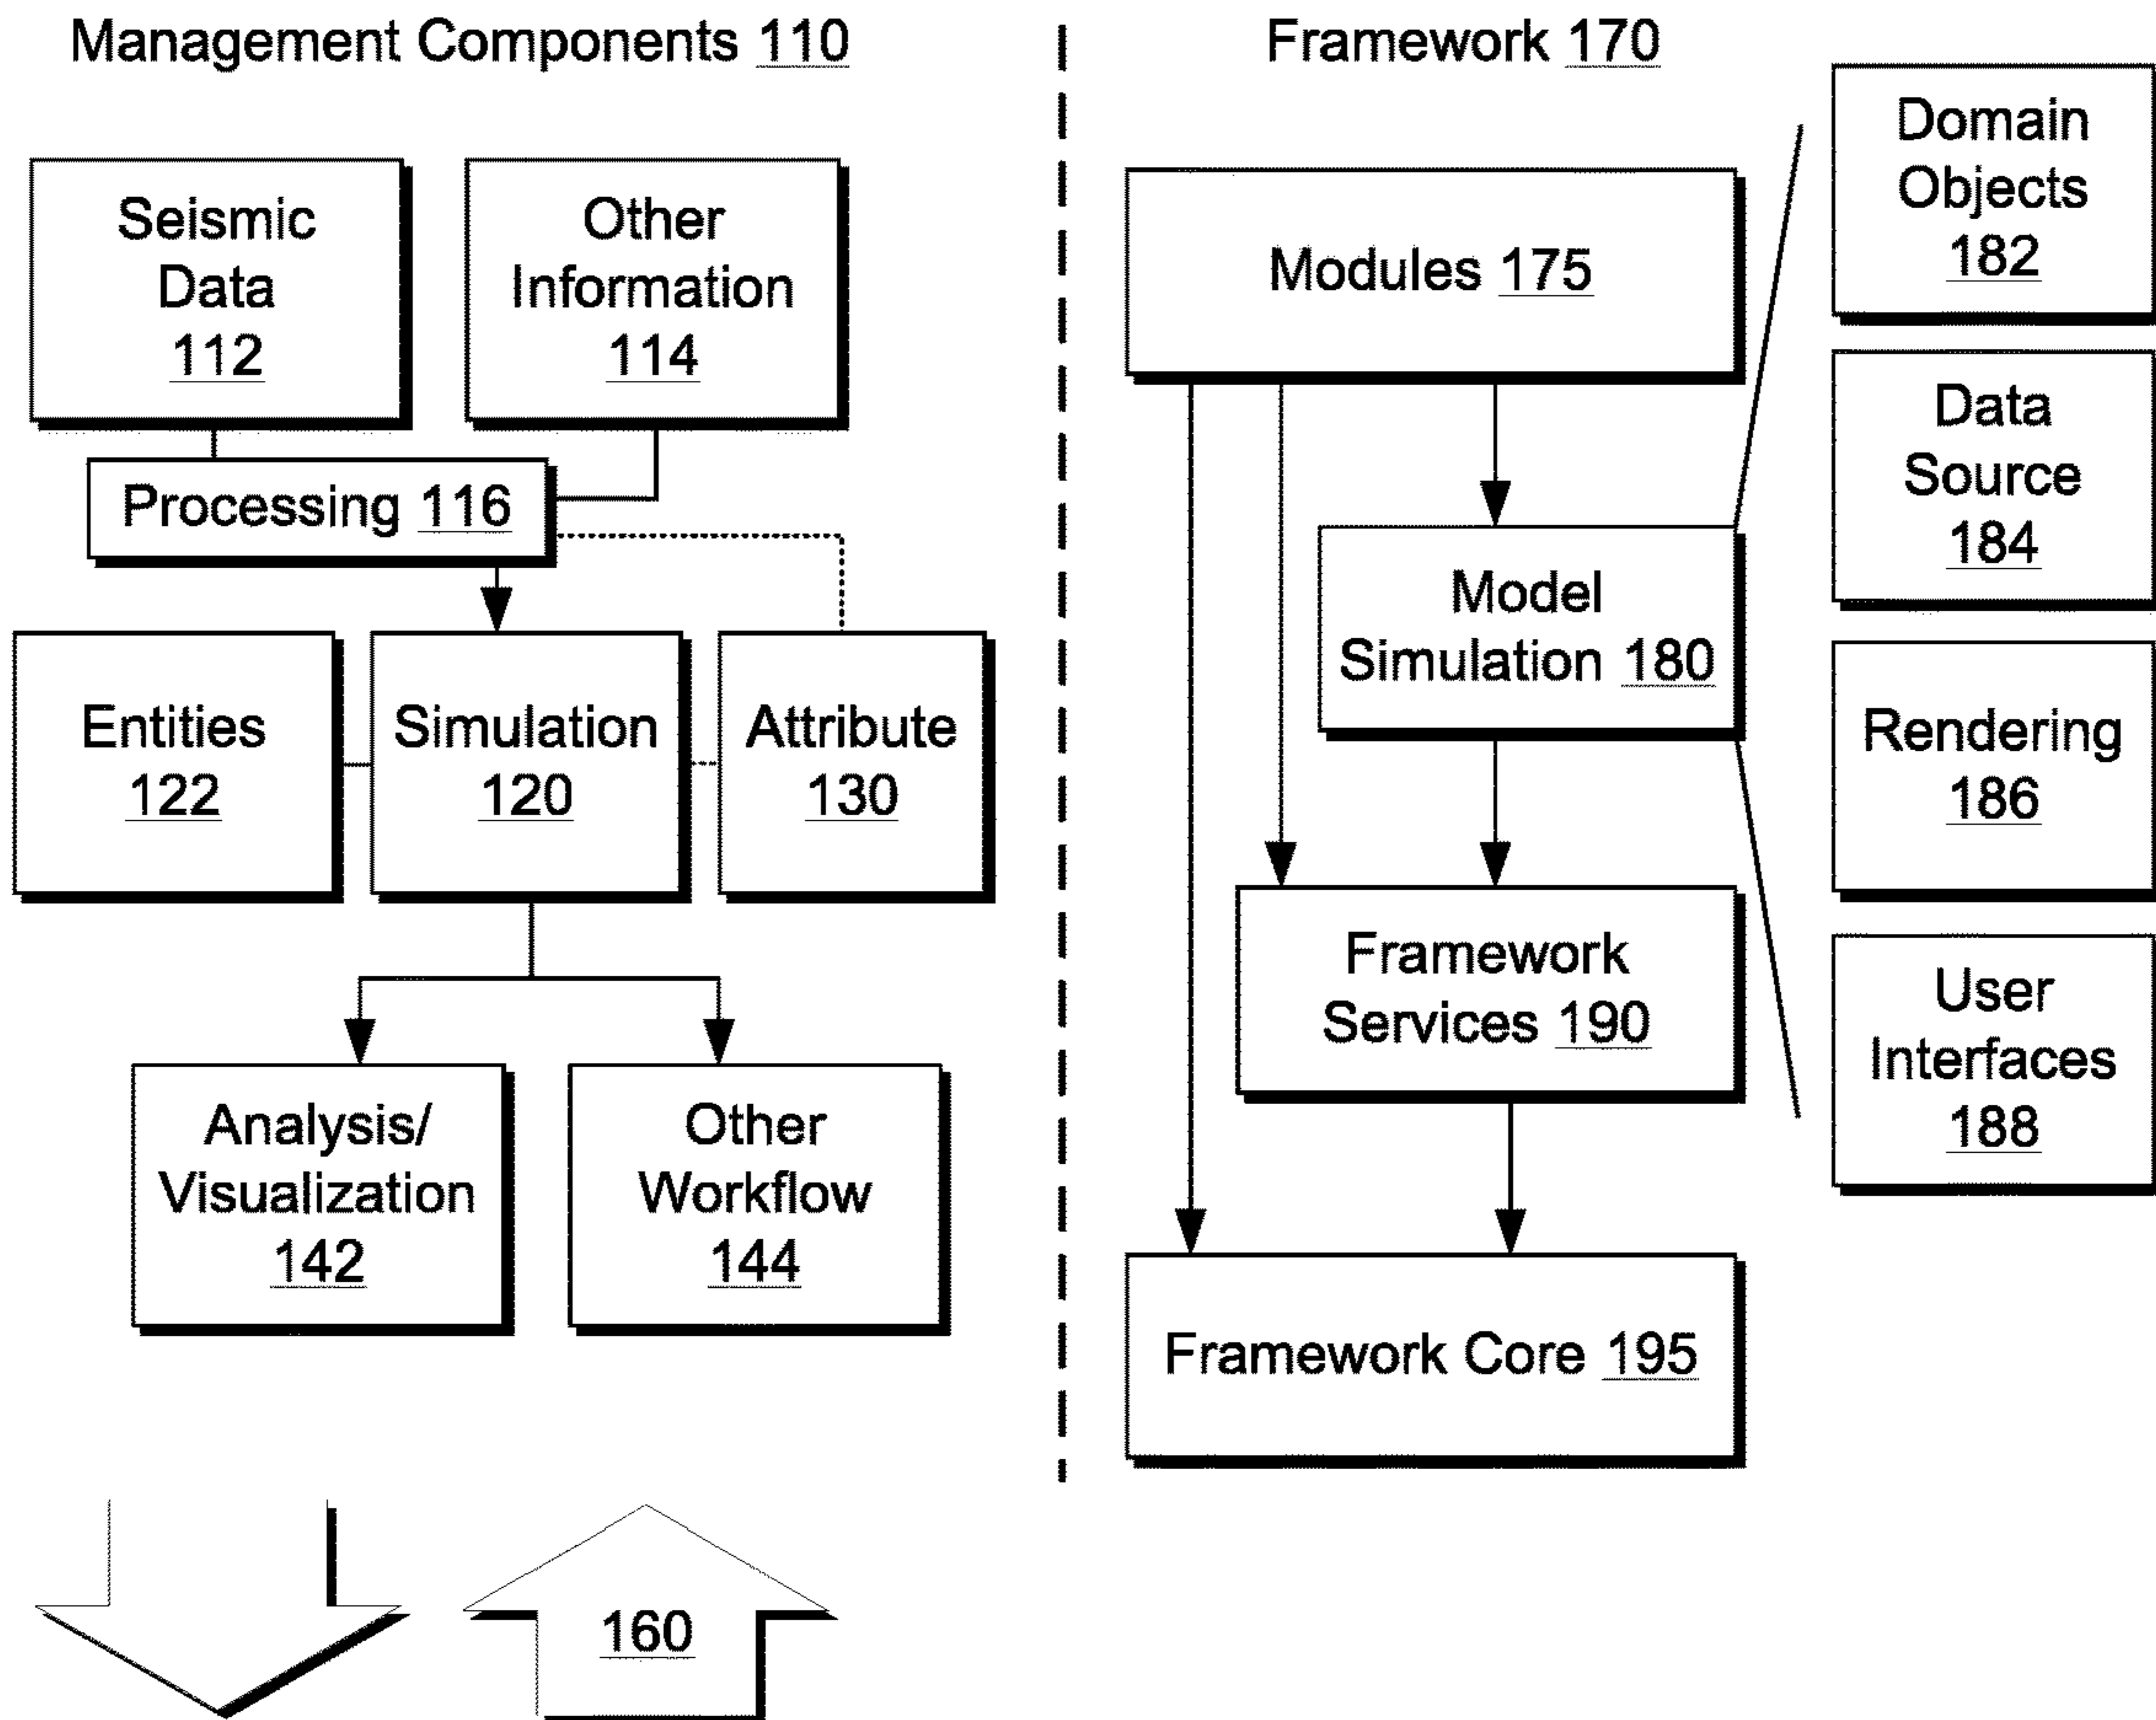 Management Components 110
Seismic
Data
112
Other
Information
114
Processing 116
Entities
122
Simulation
120
Attribute
130
Analysis/
Visualization
142
Other
Workflow
144
160
Framework 170
Modules 175
Model
Simulation 180
Framework
Services 190
Framework Core 195
Domain
Objects
182
Data
Source
184
Rendering
186
User
Interfaces
188